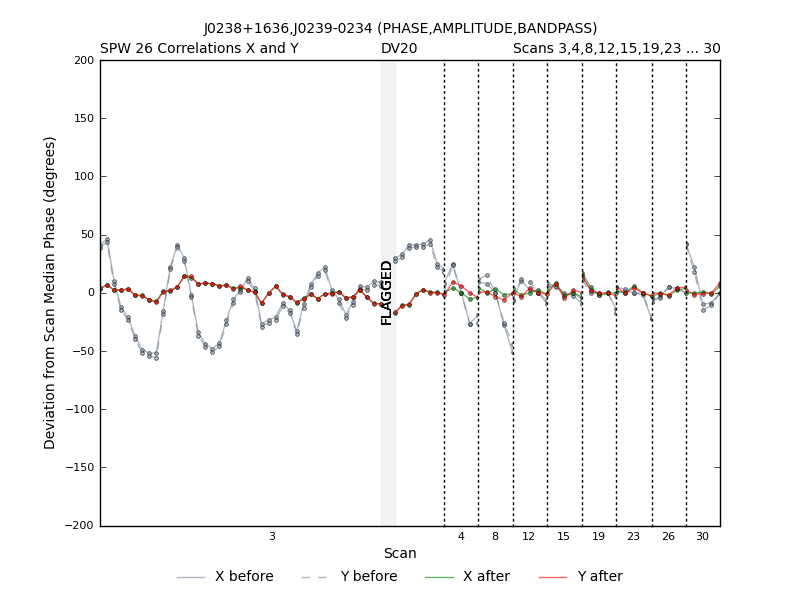 J0238+1636,J0239-0234 (PHASE,AMPLITUDE,BANDPASS)
SPW 26 Correlations X and Y DV20 Scans 3,4,8,12,15,19,23 ... 30
200
150
100
50
0
−50
−100
−150
−200
Deviation from Scan Median Phase (degrees)
FLAGGED
3 4 8 12 15 19 23 26 30
Scan
X before Y before X after Y after